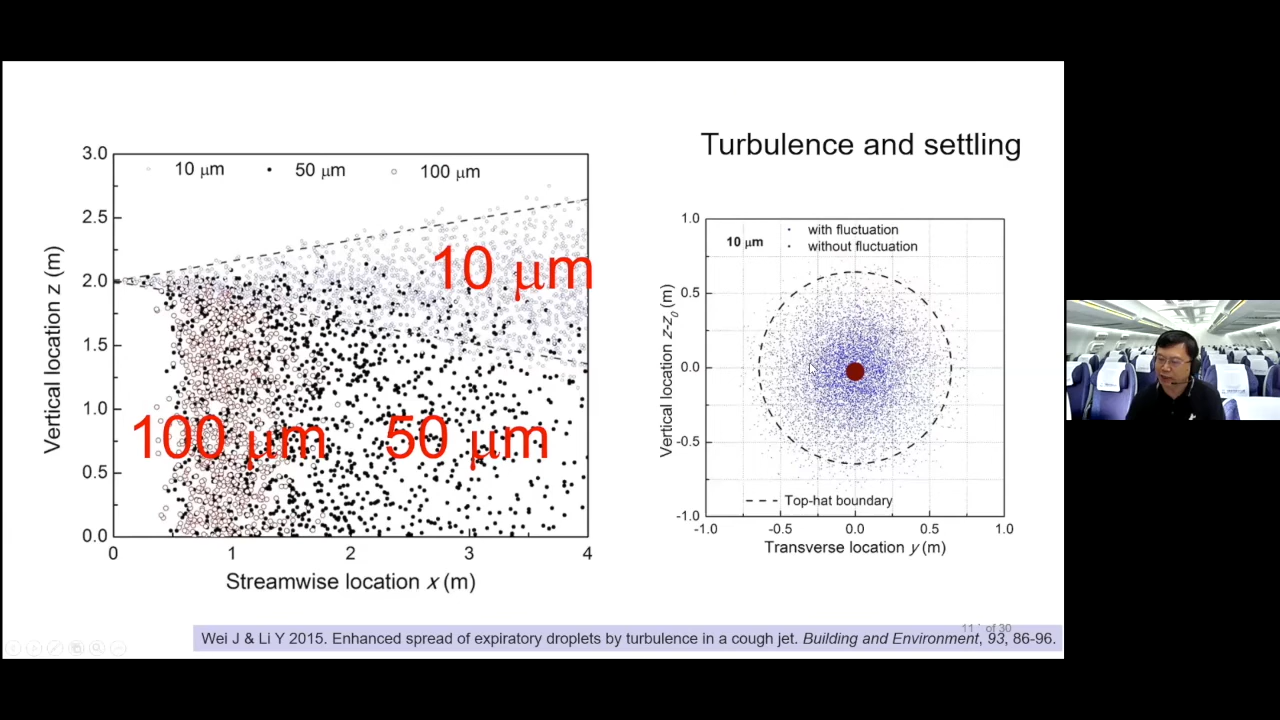 Turbulence and settling
3.0
2.5
2.0
1.5
1.0
0.5
0.0
0
1
2
3
4
10 μm
50 μm
100 μm
10 μm
100 μm
50 μm
Vertical location z (m)
Streamwise location x (m)
1.0
0.5
0.0
-0.5
-1.0
-1.0
-0.5
0.0
0.5
1.0
10 μm
with fluctuation
without fluctuation
Top-hat boundary
Vertical location z-z0 (m)
Transverse location y (m)
11 of 30
Wei J & Li Y 2015. Enhanced spread of expiratory droplets by turbulence in a cough jet. Building and Environment, 93, 86-96.